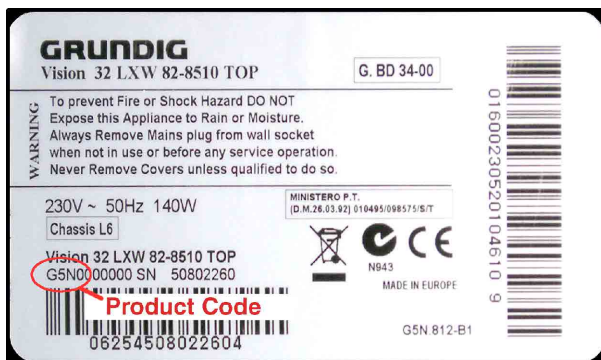 GRUNDIG
Vision 32 LXW 82-8510 TOP
G. BD 34-00
WARNING
To prevent Fire or Shock Hazard DO NOT
Expose this Appliance to Rain or Moisture.
Always Remove Mains plug from wall socket
when not in use or before any service operation.
Never Remove Covers unless qualified to do so.
230V ~ 50Hz 140W
MINISTERO P.T.
(D.M.26.03.92) 010495/098575/S/T
Chassis L6
Vision 32 LXW 82-8510 TOP
G5N0000000 SN 50802260
Product Code
N943
CE
MADE IN EUROPE
06254508022604
G5N 812-B1
01600230520104610 9